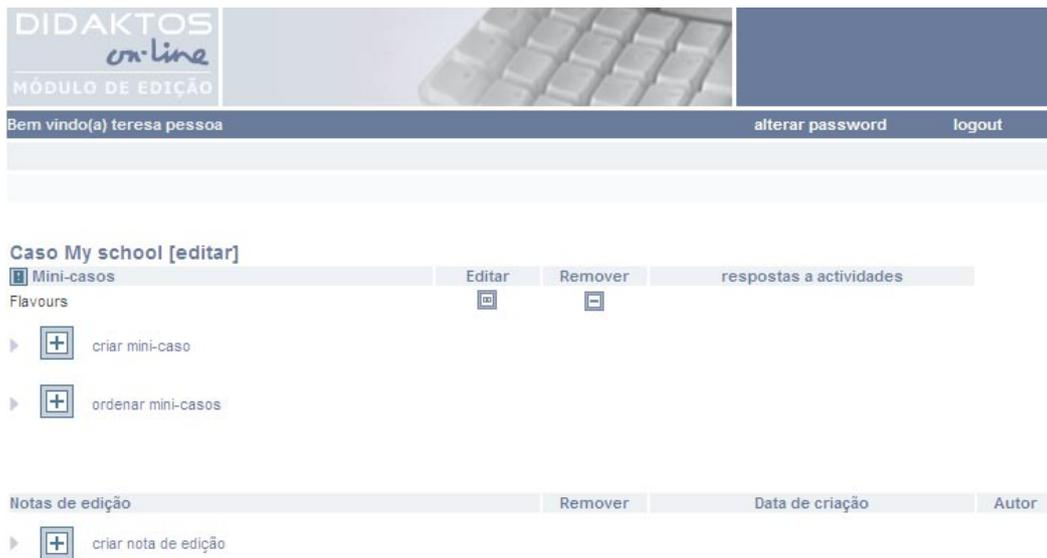 DIDAKTOS
on-line
MÓDULO DE EDIÇÃO
Bem vindo(a) teresa pessoa alterar password logout
Caso My school [editar]
Mini-casos Editar Remover respostas a actividades
Flavours
criar mini-caso
ordenar mini-casos
Notas de edição Remover Data de criação Autor
criar nota de edição